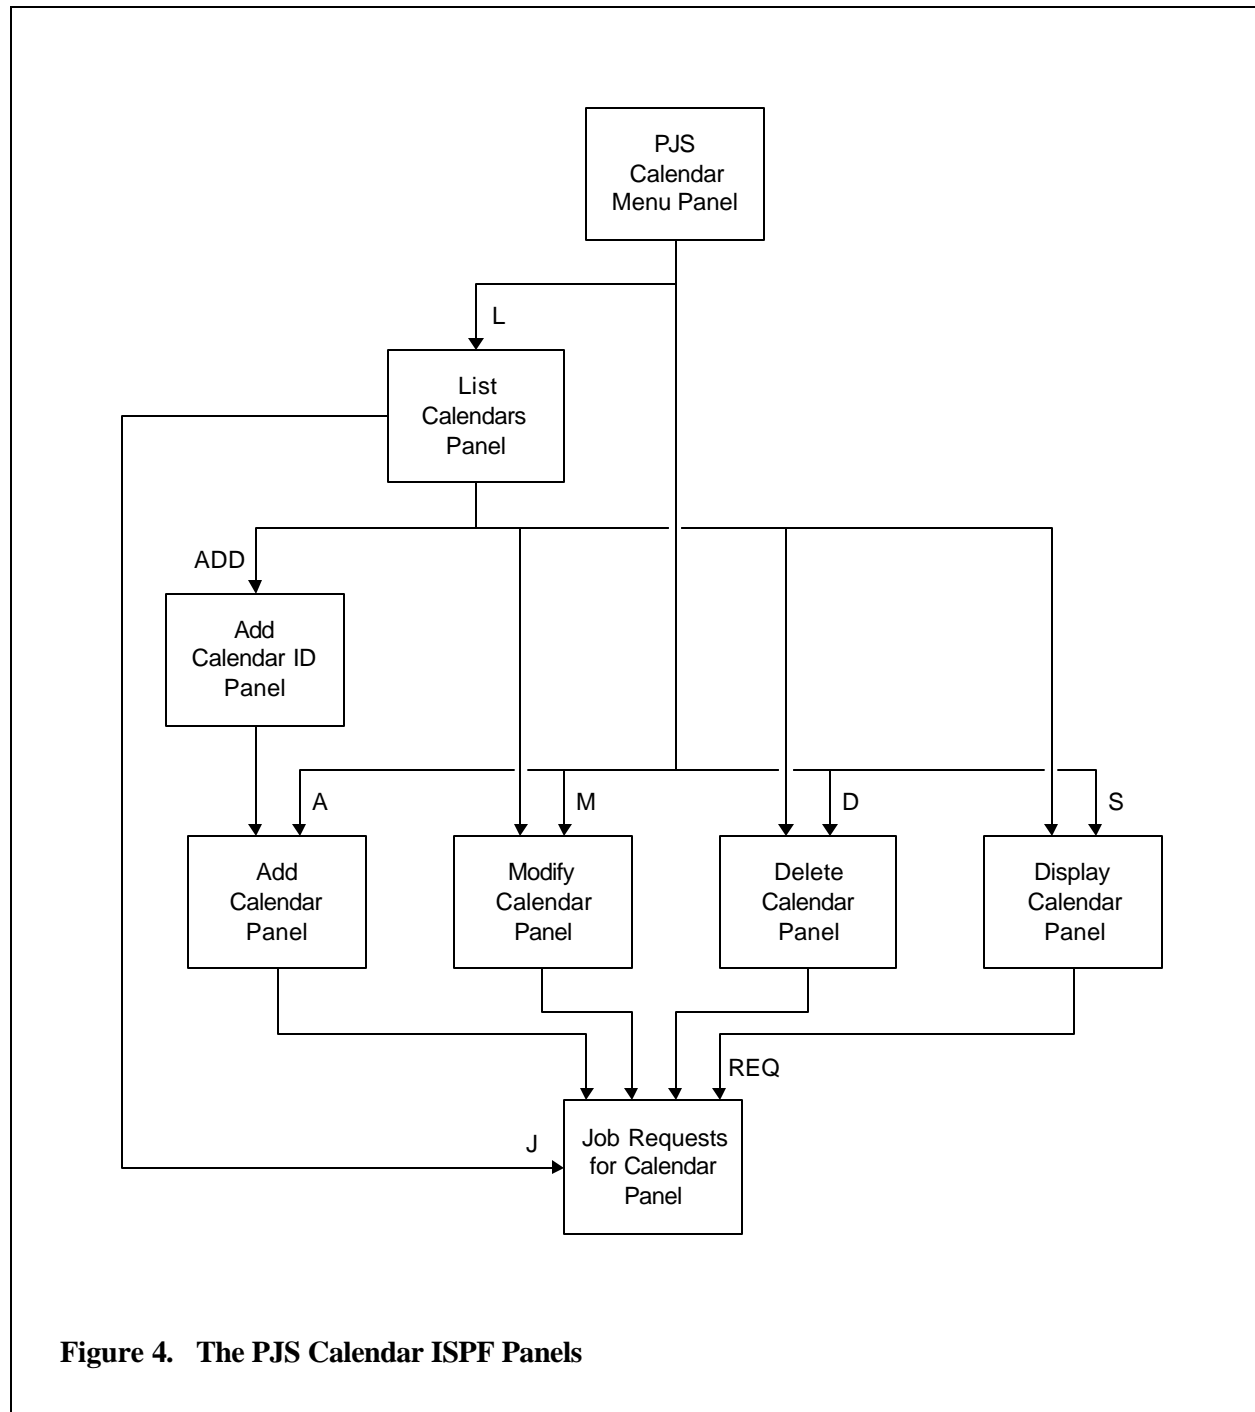 PJS
Calendar
Menu Panel
L
List
Calendars
Panel
ADD
Add
Calendar ID
Panel
A
M
D
S
Add
Calendar
Panel
Modify
Calendar
Panel
Delete
Calendar
Panel
Display
Calendar
Panel
REQ
J
Job Requests
for Calendar
Panel
Figure 4. The PJS Calendar ISPF Panels